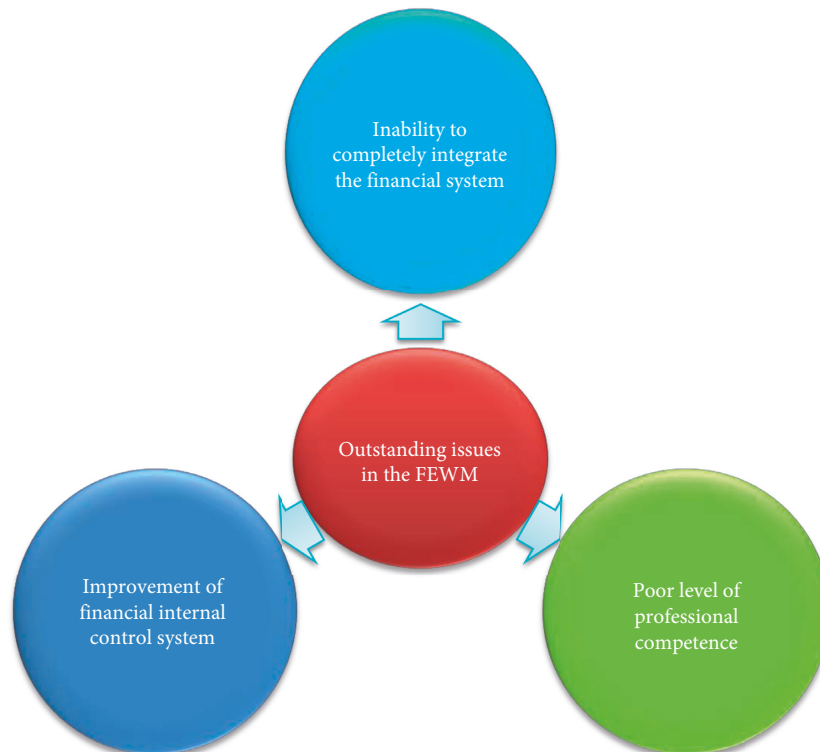 Inability to
completely integrate
the financial system
Outstanding issues
in the FEWM
Improvement of
financial internal
control system
Poor level of
professional
competence